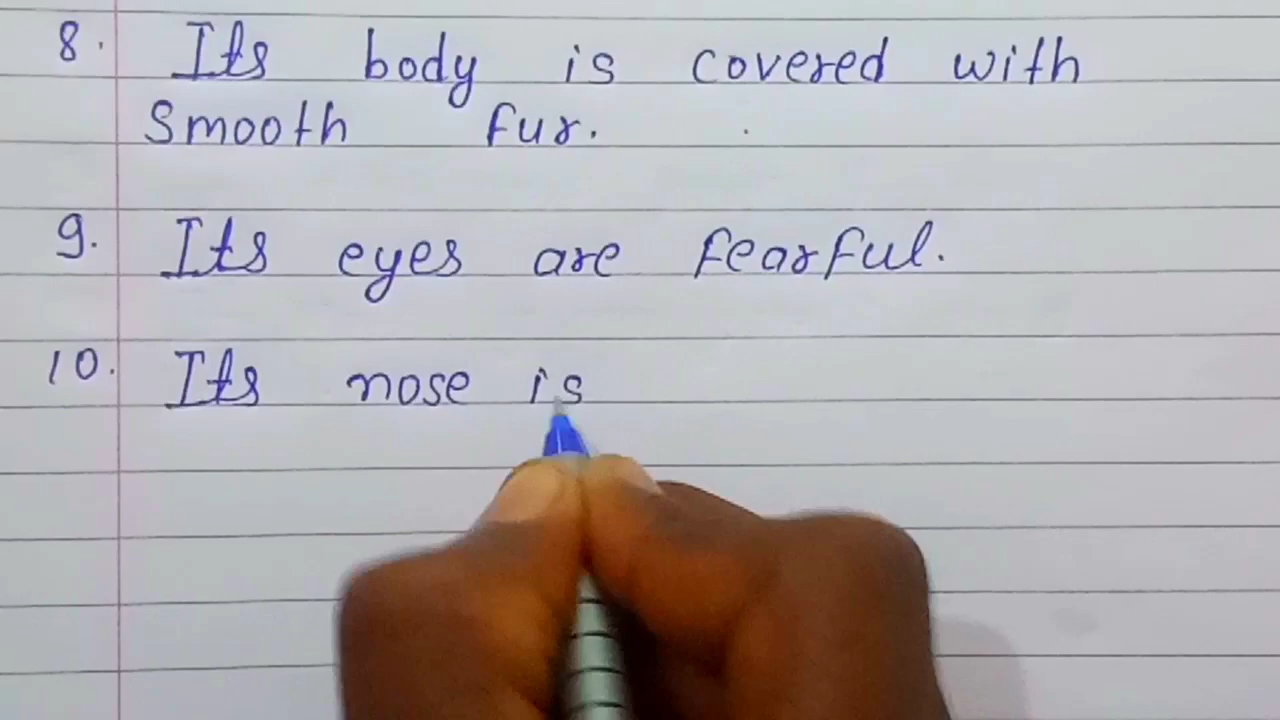 8. Its body is covered with
Smooth fur.
9. Its eyes are fearful.
10. Its nose is